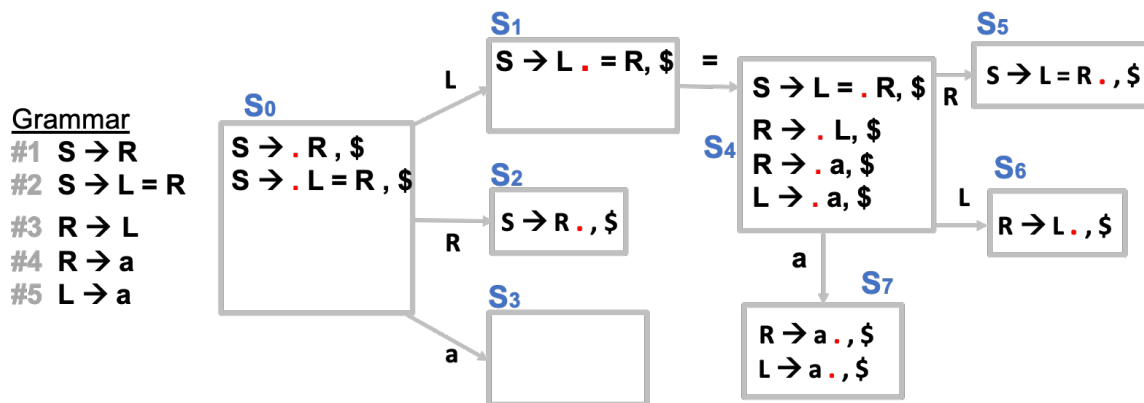 Grammar
#1 S → R
#2 S → L = R
#3 R → L
#4 R → a
#5 L → a
S0
S → . R , $
S → . L = R , $
L
R
a
S1
S → L . = R, $
=
S2
S → R . , $
S3
S4
S → L = . R, $
R → . L, $
R → . a, $
L → . a, $
R
L
a
S5
S → L = R . , $
S6
R → L . , $
S7
R → a . , $
L → a . , $